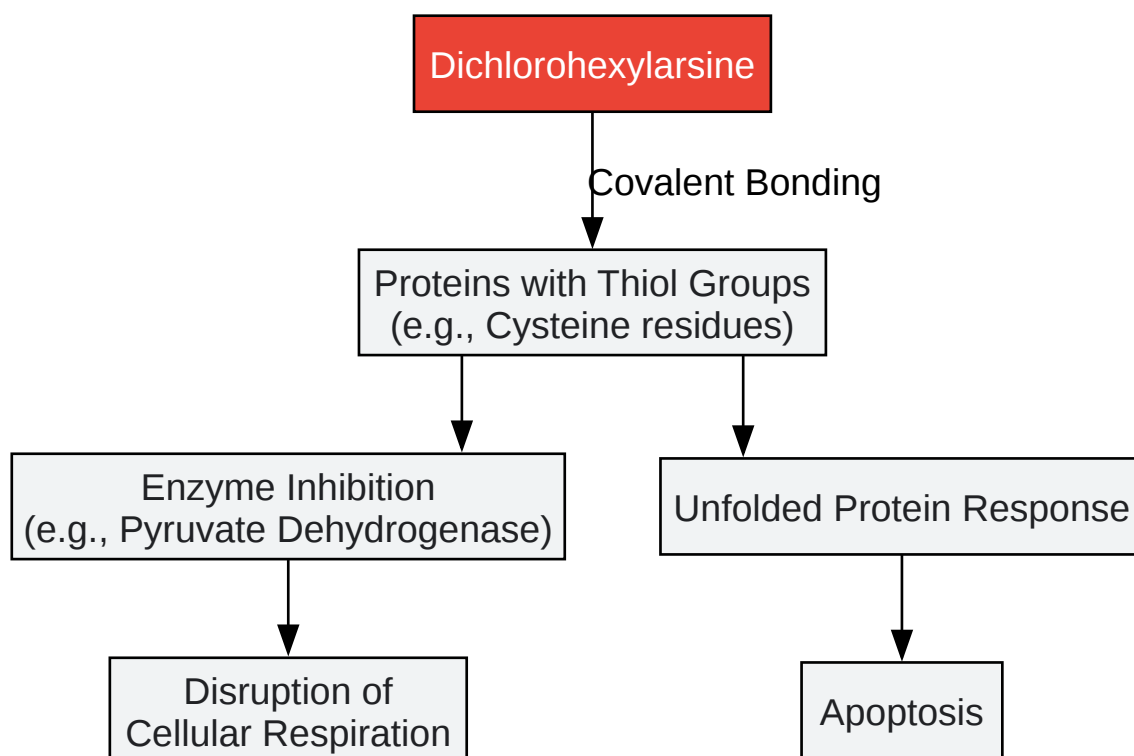 Dichlorohexylarsine
Covalent Bonding
Proteins with Thiol Groups
(e.g., Cysteine residues)
Enzyme Inhibition
(e.g., Pyruvate Dehydrogenase)
Unfolded Protein Response
Disruption of
Cellular Respiration
Apoptosis